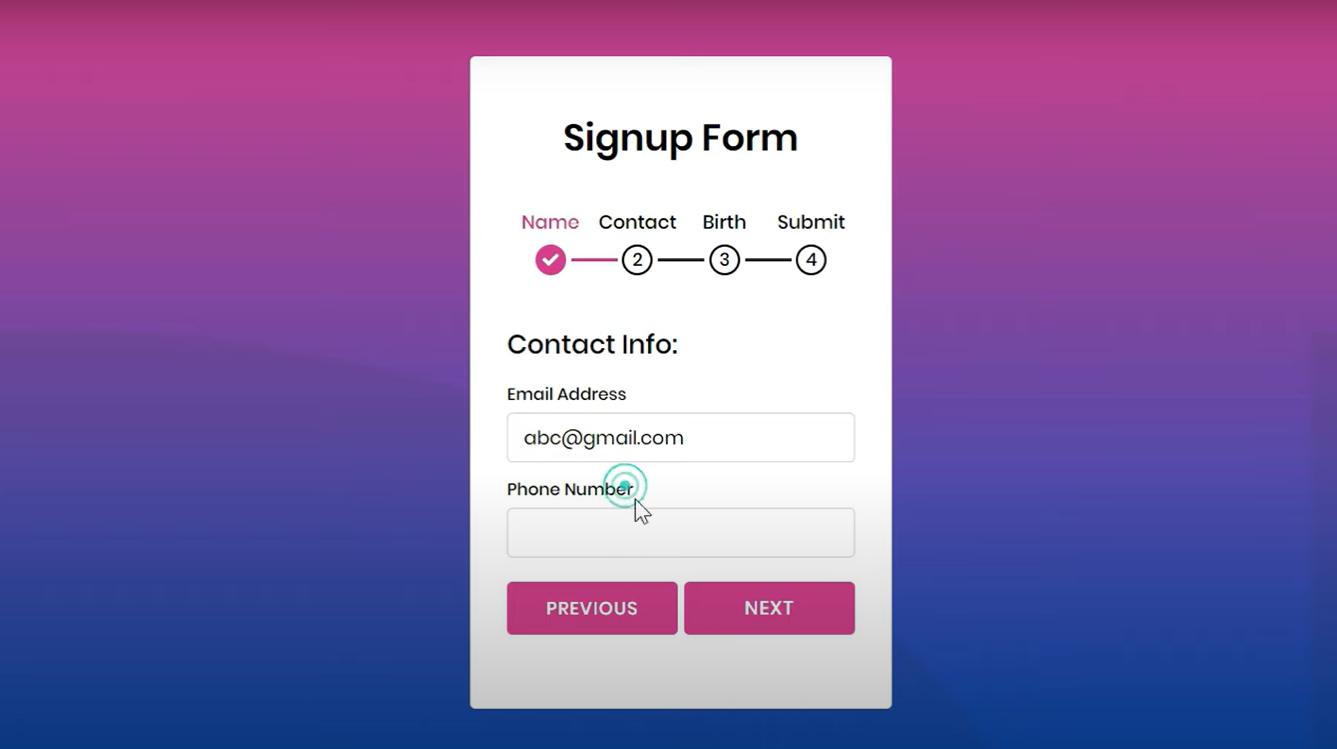 Signup Form
Name Contact Birth Submit
2 3 4
Contact Info:
Email Address
abc@gmail.com
Phone Number
PREVIOUS NEXT